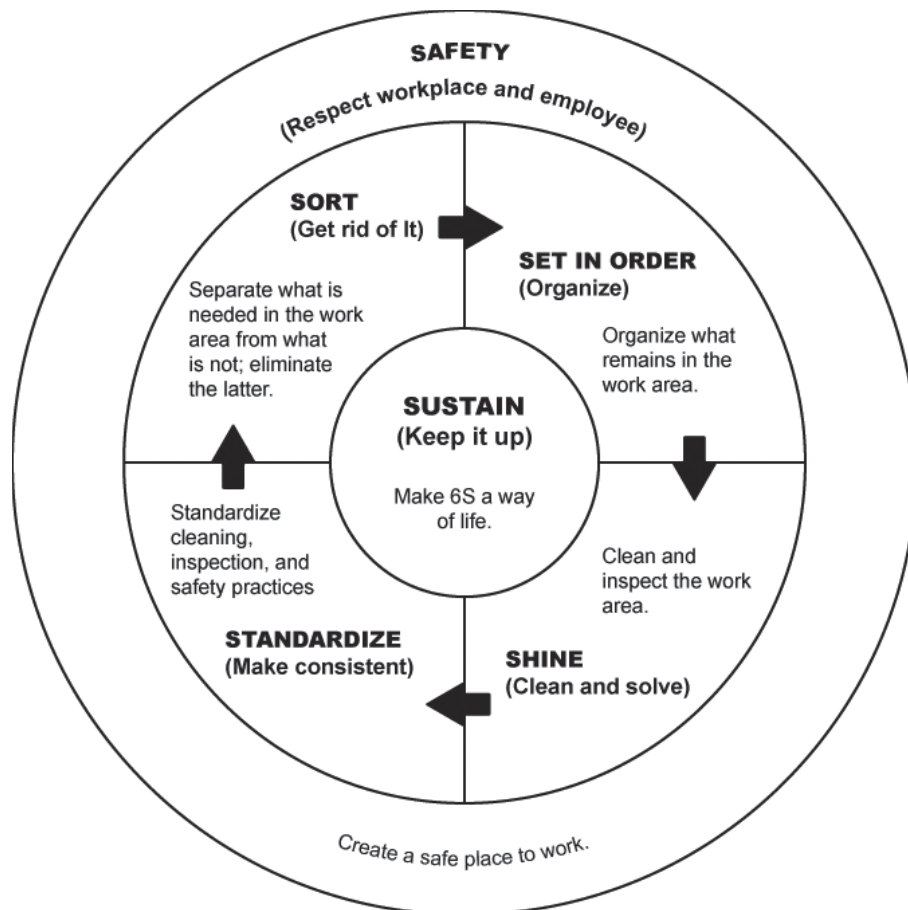 SAFETY
(Respect workplace and employee)
SORT
(Get rid of It)
Separate what is
needed in the work
area from what
is not; eliminate
the latter.
SET IN ORDER
(Organize)
Organize what
remains in the
work area.
SUSTAIN
(Keep it up)
Make 6S a way
of life.
Clean and
inspect the work
area.
SHINE
(Clean and solve)
Standardize
cleaning,
inspection, and
safety practices
STANDARDIZE
(Make consistent)
Create a safe place to work.